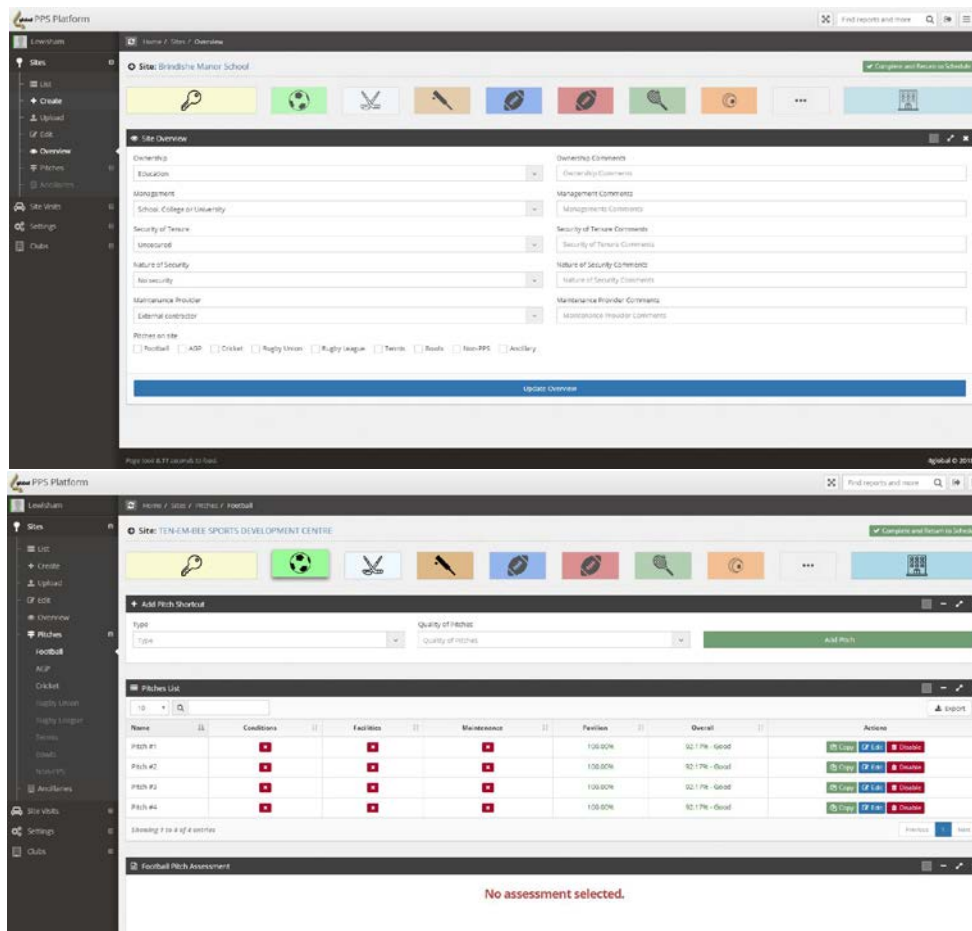 PPS Platform
Find reports and more
Lewisham
Home / Sites / Overview
Sites
Site: Brindishe Manor School
Complete and Return to Schedule
List
Create
Upload
Edit
Overview
Pitches
Ancillaries
Site Visits
Settings
Clubs
Site Overview
Ownership
Ownership Comments
Education
Ownership Comments
Management
Management Comments
School, College or University
Managements Comments
Security of Tenure
Security of Tenure Comments
Unsecured
Security of Tenure Comments
Nature of Security
Nature of Security Comments
No security
Nature of Security Comments
Maintenance Provider
Maintenance Provider Comments
External contractor
Maintenance Provider Comments
Pitches on site
Football AGP Cricket Rugby Union Rugby League Tennis Bowls Non-PPS Ancillary
Update Overview
Page took 0.77 seconds to load.
PPS Platform
Find reports and more
Lewisham
Home / Sites / Pitches / Football
Sites
Site: TEN-EM-BEE SPORTS DEVELOPMENT CENTRE
Complete and Return to Schedule
List
Create
Upload
Edit
Overview
Pitches
Football
AGP
Cricket
Rugby Union
Rugby League
Tennis
Bowls
Non-PPS
Ancillaries
Site Visits
Settings
Clubs
Add Pitch Shortcut
Type
Quality of Pitches
Type
Quality of Pitches
Add Pitch
Pitches List
10
Export
Name Conditions Facilities Maintenance Pavilion Overall Actions
Pitch #1 100.00% 92.17% - Good Copy Edit Disable
Pitch #2 100.00% 92.17% - Good Copy Edit Disable
Pitch #3 100.00% 92.17% - Good Copy Edit Disable
Pitch #4 100.00% 92.17% - Good Copy Edit Disable
Showing 1 to 4 of 4 entries
Previous 1 Next
Football Pitch Assessment
No assessment selected.